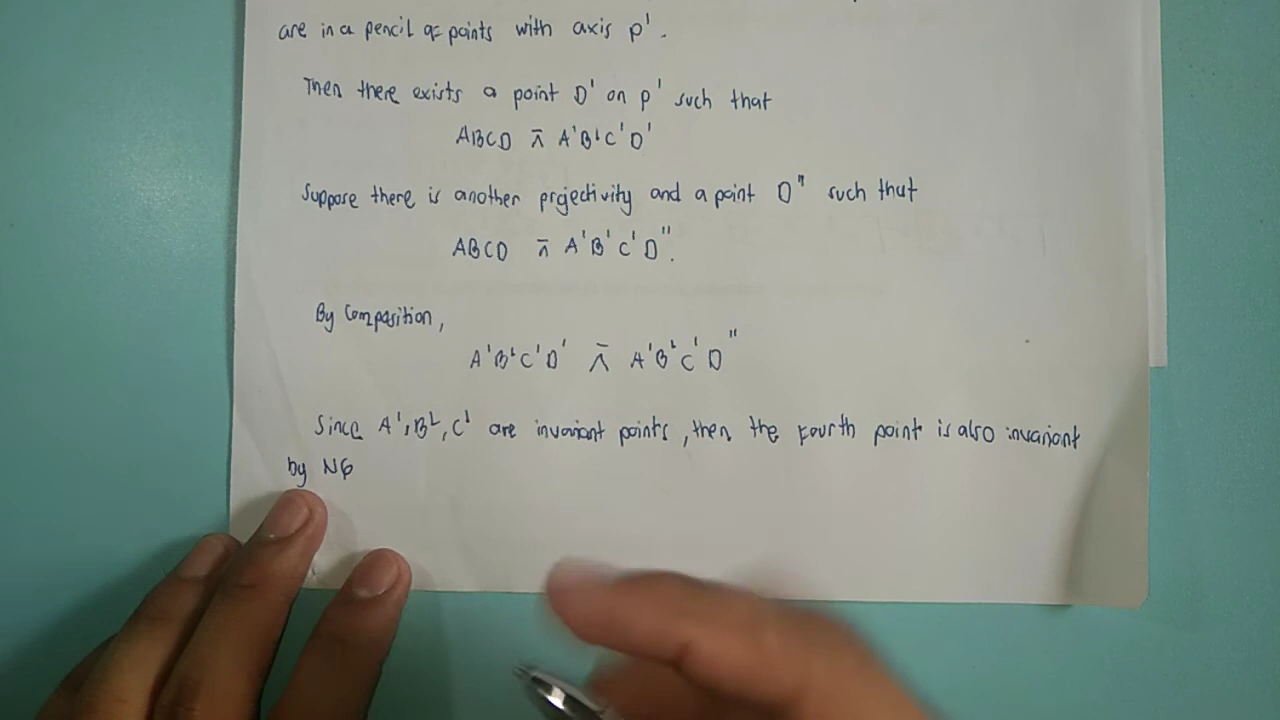 are in a pencil of points with axis p'.
Then there exists a point D' on p' such that
ABCD ⊼ A'B'C'D'
Suppose there is another projectivity and a point D" such that
ABCD ⊼ A'B'C'D".
By Composition,
A'B'C'D' ⊼ A'B'C'D"
Since A', B', C' are invariant points, then the fourth point is also invariant
by N6